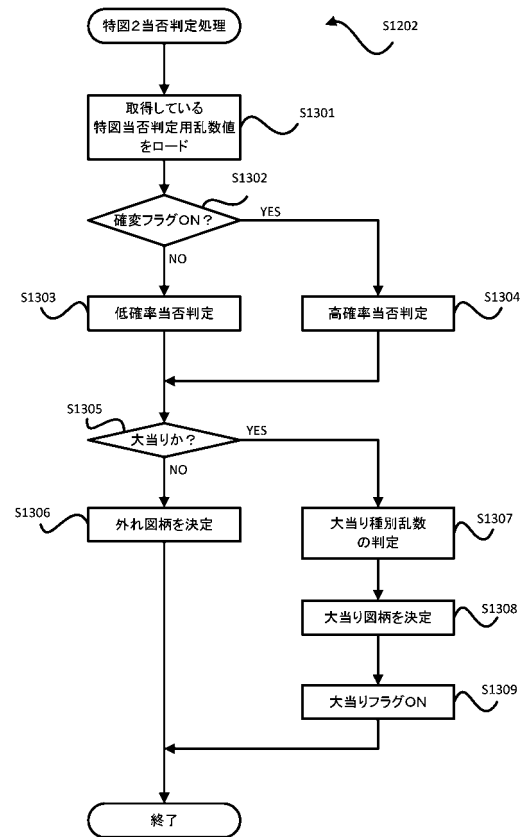 特図2当否判定処理
S1202
取得している
特図当否判定用乱数値
をロード
S1301
S1302
確変フラグON?
YES
NO
S1303
低確率当否判定
高確率当否判定
S1304
S1305
大当りか?
YES
NO
S1306
外れ図柄を決定
大当り種別乱数
の判定
S1307
大当り図柄を決定
S1308
大当りフラグON
S1309
終了